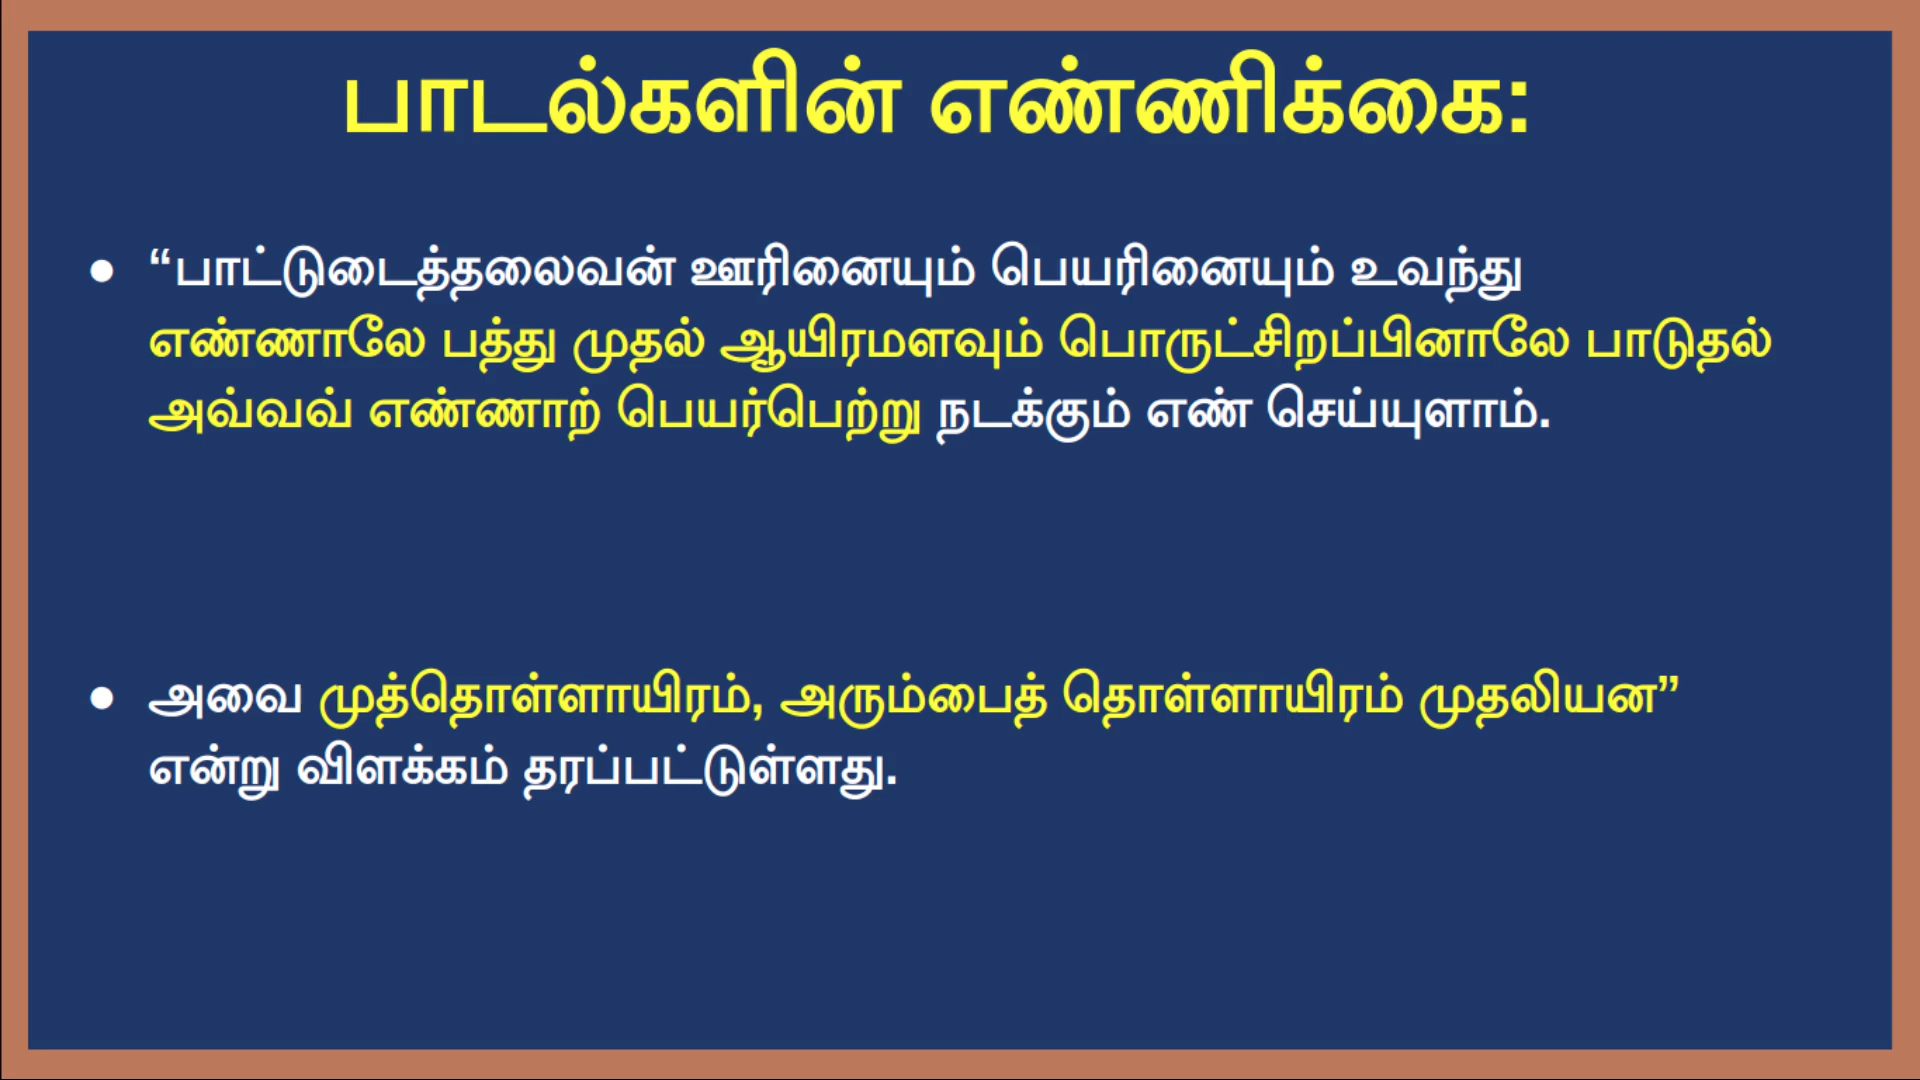 பாடல்களின் எண்ணிக்கை:
● “பாட்டுடைத்தலைவன் ஊரினையும் பெயரினையும் உவந்து
எண்ணாலே பத்து முதல் ஆயிரமளவும் பொருட்சிறப்பினாலே பாடுதல்
அவ்வவ் எண்ணாற் பெயர்பெற்று நடக்கும் எண் செய்யுளாம்.
● அவை முத்தொள்ளாயிரம், அரும்பைத் தொள்ளாயிரம் முதலியன”
என்று விளக்கம் தரப்பட்டுள்ளது.